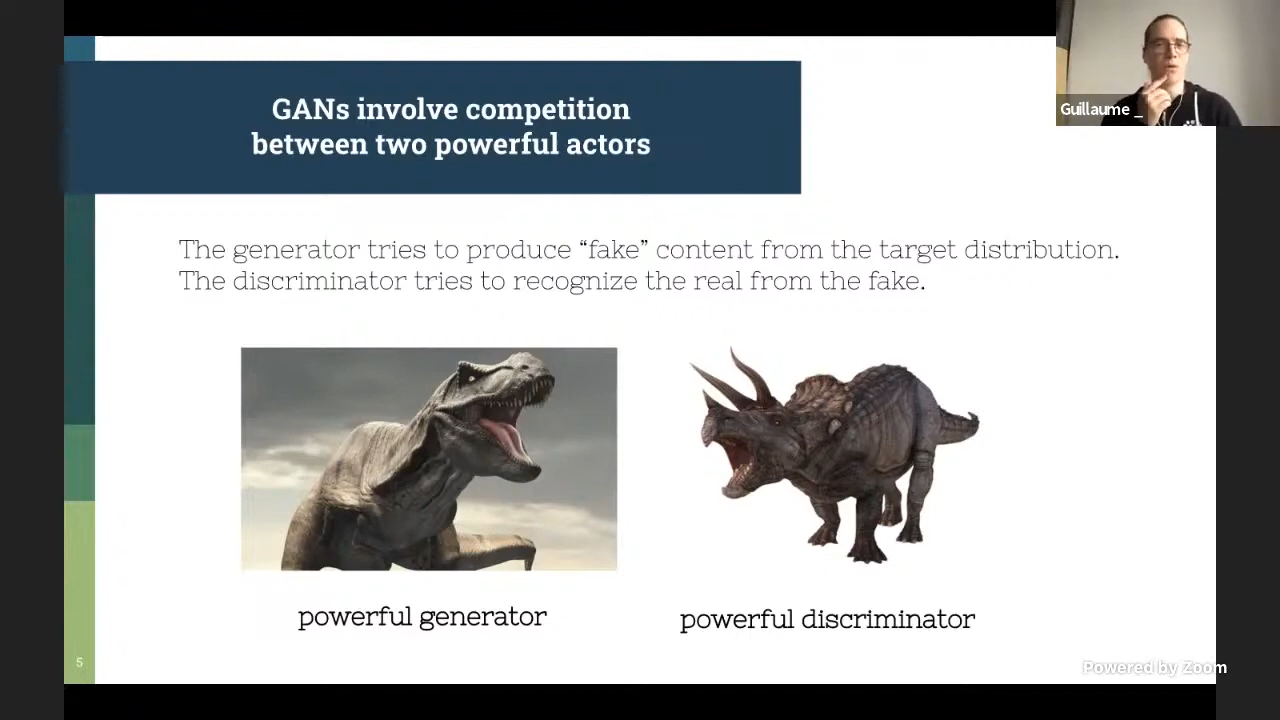 GANs involve competition
between two powerful actors
Guillaume _
The generator tries to produce “fake” content from the target distribution.
The discriminator tries to recognize the real from the fake.
powerful generator
powerful discriminator
5
Powered by Zoom